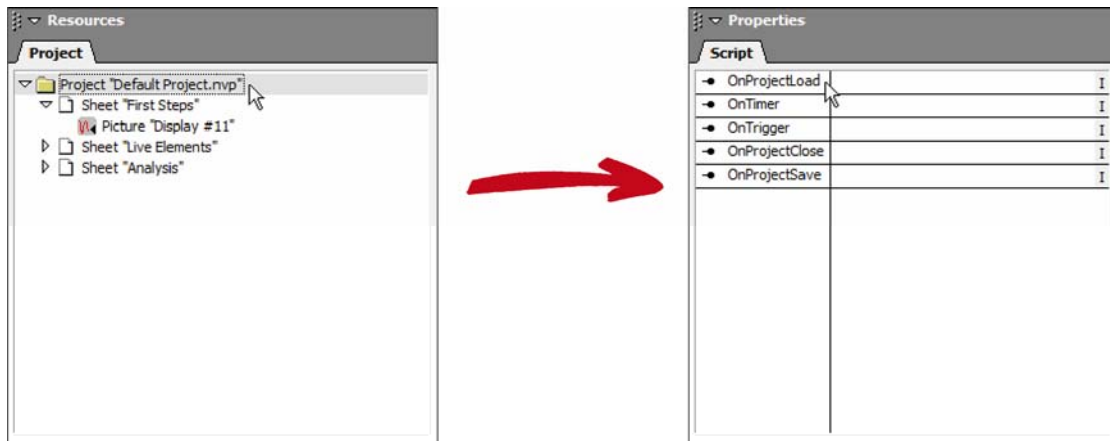 Resources
Project
Project "Default Project.nvp"
Sheet "First Steps"
Picture "Display #11"
Sheet "Live Elements"
Sheet "Analysis"
Properties
Script
OnProjectLoad I
OnTimer I
OnTrigger I
OnProjectClose I
OnProjectSave I